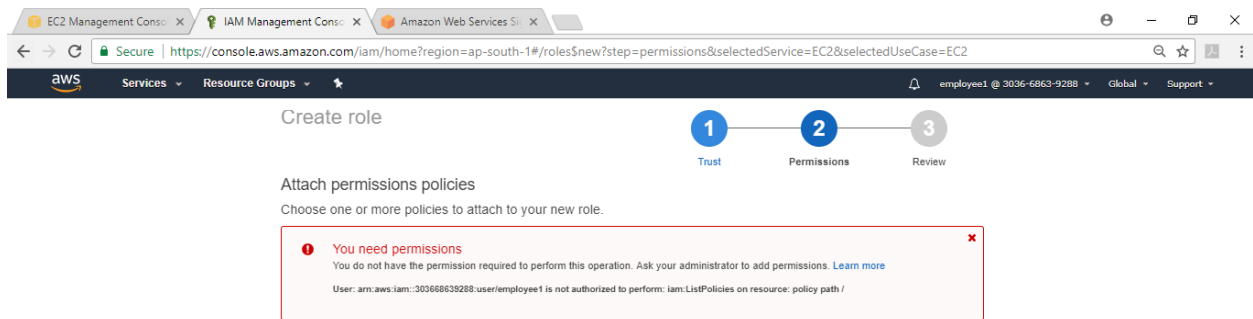 EC2 Management Conso
IAM Management Conso
Amazon Web Services Si
Secure | https://console.aws.amazon.com/iam/home?region=ap-south-1#/roles$new?step=permissions&selectedService=EC2&selectedUseCase=EC2
aws Services Resource Groups employee1 @ 3036-6863-9288 Global Support
Create role
1 2 3
Trust Permissions Review
Attach permissions policies
Choose one or more policies to attach to your new role.
You need permissions
You do not have the permission required to perform this operation. Ask your administrator to add permissions. Learn more
User: arn:aws:iam::303668639288:user/employee1 is not authorized to perform: iam:ListPolicies on resource: policy path /